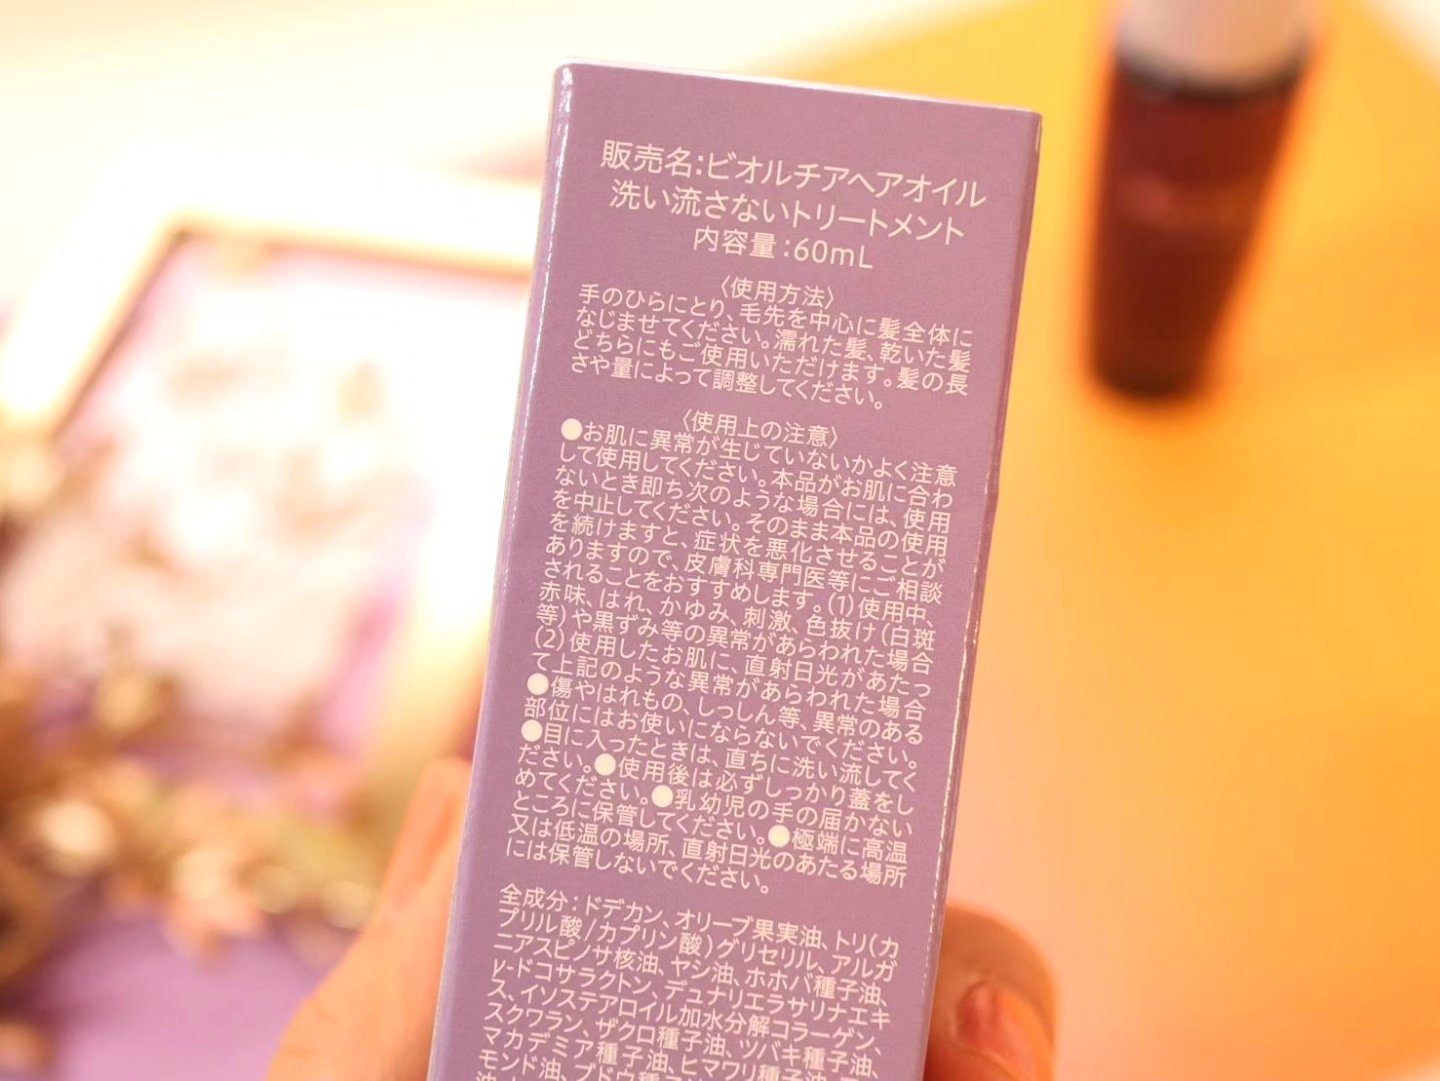 販売名:ビオルチアヘアオイル
洗い流さないトリートメント
内容量:60mL
〈使用方法〉
手のひらにとり、毛先を中心に髪全体に
なじませてください。濡れた髪、乾いた髪
どちらにもご使用いただけます。髪の長
さや量によって調整してください。
〈使用上の注意〉
●お肌に異常が生じていないかよく注意
して使用してください。本品がお肌に合わ
ないとき即ち次のような場合には、使用
を中止してください。そのまま本品の使用
を続けますと、症状を悪化させることが
ありますので、皮膚科専門医等にご相談
されることをおすすめします。(1)使用中、
赤味、はれ、かゆみ、刺激、色抜け(白斑
等)や黒ずみ等の異常があらわれた場合
(2)使用したお肌に、直射日光があたっ
て上記のような異常があらわれた場合
●傷やはれもの、しっしん等、異常のある
部位にはお使いにならないでください。
●目に入ったときは、直ちに洗い流してく
ださい。●使用後は必ずしっかり蓋をし
めてください。●乳幼児の手の届かない
ところに保管してください。●極端に高温
又は低温の場所、直射日光のあたる場所
には保管しないでください。
全成分:ドデカン、オリーブ果実油、トリ(カ
プリル酸/カプリン酸)グリセリル、アルガ
ニアスピノサ核油、ヤシ油、ホホバ種子油、
γ-ドコサラクトン、デュナリエラサリナエキ
ス、イソステアロイル加水分解コラーゲン、
スクワラン、ザクロ種子油、ツバキ種子油、
マカデミア種子油、ヒマワリ種子油、
モンド油、ブドウ種子